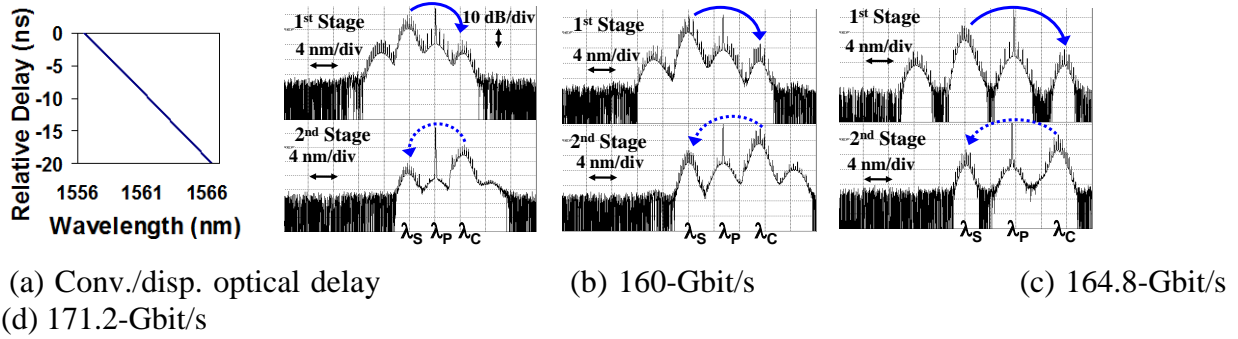 Relative Delay (ns)
0
-5
-10
-15
-20
1556 1561 1566
Wavelength (nm)
1st Stage
10 dB/div
4 nm/div
2nd Stage
4 nm/div
λS λP λC
1st Stage
4 nm/div
2nd Stage
4 nm/div
λS λP λC
1st Stage
4 nm/div
2nd Stage
4 nm/div
λS λP λC
(a) Conv./disp. optical delay (b) 160-Gbit/s (c) 164.8-Gbit/s
(d) 171.2-Gbit/s